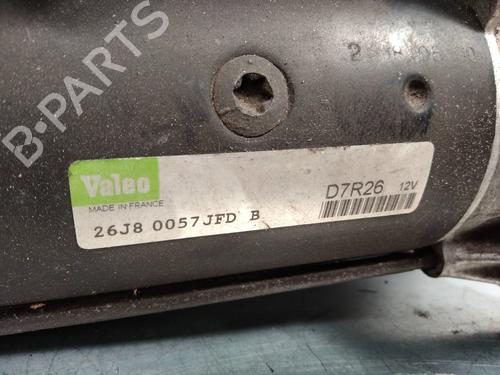 B-PARTS
Valeo
MADE IN FRANCE
D7R26 12V
26J8 0057JFD B